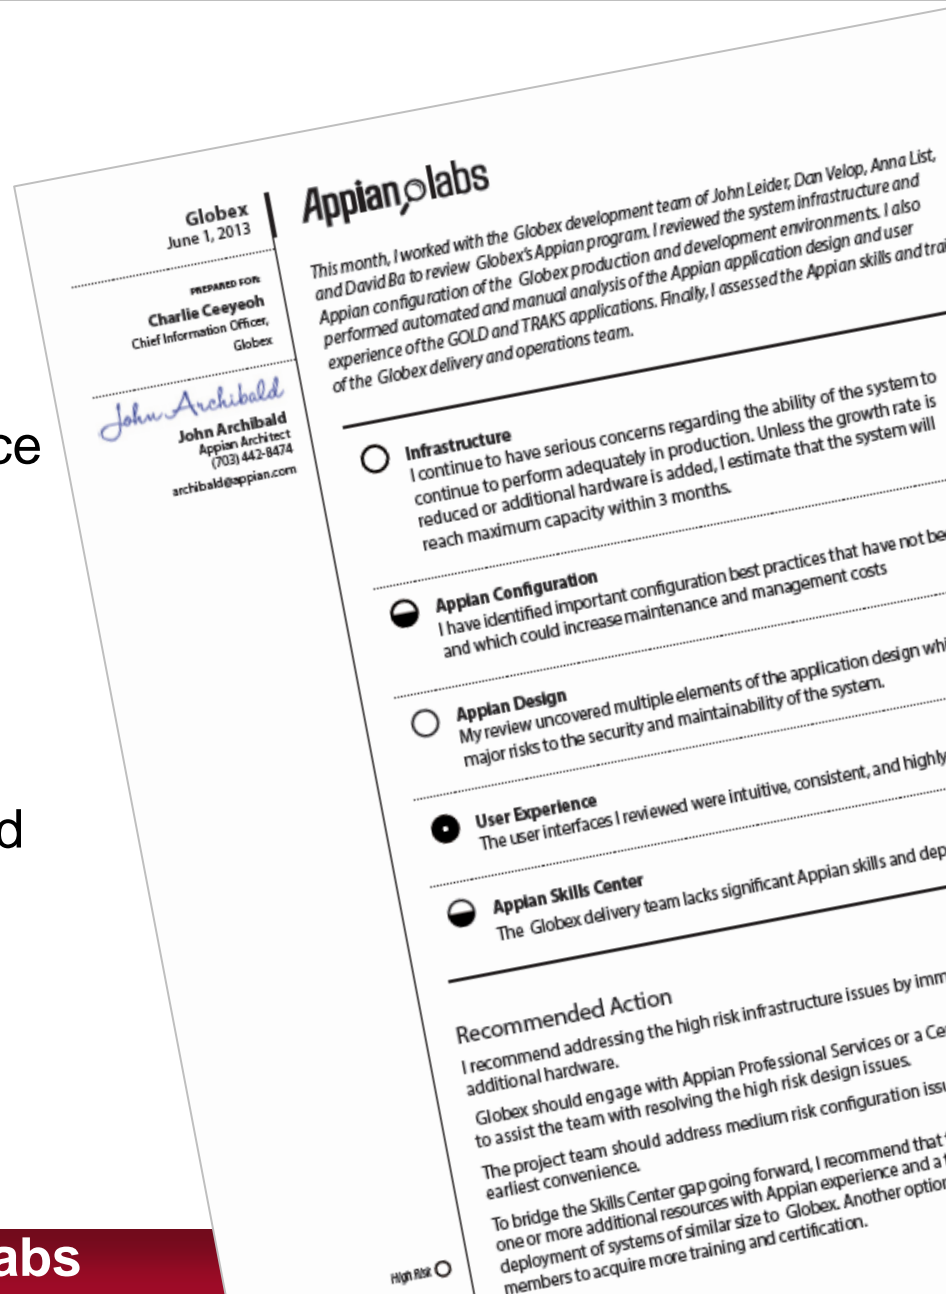 Globex
June 1, 2013
PREPARED FOR:
Charlie Ceeyeoh
Chief Information Officer,
Globex
John Archibald
John Archibald
Appian Architect
(703) 442-8474
archibald@appian.com
Appian labs
This month, I worked with the Globex development team of John Leider, Dan Velop, Anna List,
and David Ba to review Globex's Appian program. I reviewed the system infrastructure and
Appian configuration of the Globex production and development environments. I also
performed automated and manual analysis of the Appian application design and user
experience of the GOLD and TRAKS applications. Finally, I assessed the Appian skills and trai
of the Globex delivery and operations team.
Infrastructure
I continue to have serious concerns regarding the ability of the system to
continue to perform adequately in production. Unless the growth rate is
reduced or additional hardware is added, I estimate that the system will
reach maximum capacity within 3 months.
Appian Configuration
I have identified important configuration best practices that have not be
and which could increase maintenance and management costs
Appian Design
My review uncovered multiple elements of the application design whi
major risks to the security and maintainability of the system.
User Experience
The user interfaces I reviewed were intuitive, consistent, and highly
Appian Skills Center
The Globex delivery team lacks significant Appian skills and dep
Recommended Action
I recommend addressing the high risk infrastructure issues by imm
additional hardware.
Globex should engage with Appian Professional Services or a Ce
to assist the team with resolving the high risk design issues.
The project team should address medium risk configuration issu
earliest convenience.
To bridge the Skills Center gap going forward, I recommend that
one or more additional resources with Appian experience and a
deployment of systems of similar size to Globex. Another option
members to acquire more training and certification.
High Risk
ce
d
abs